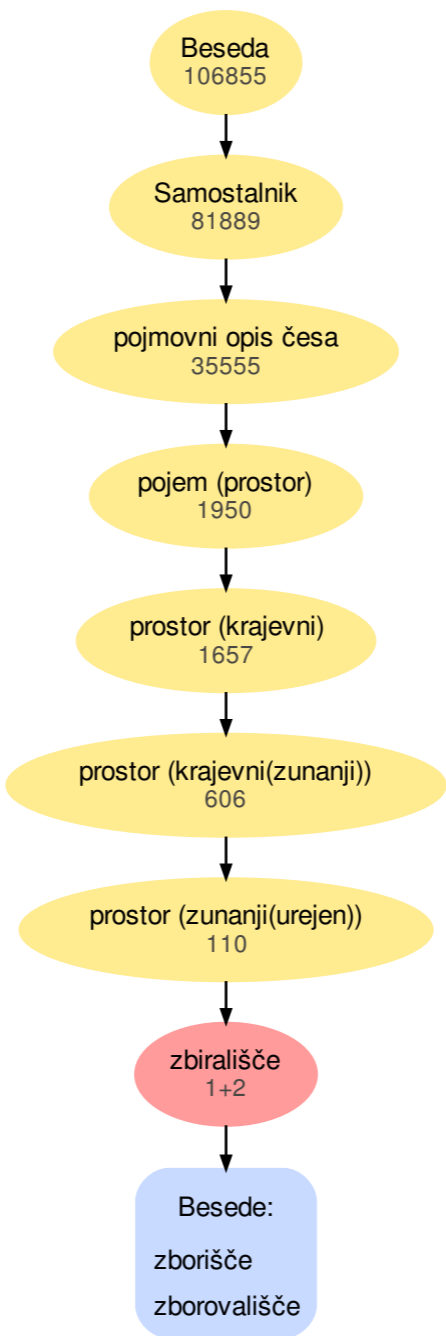 Beseda
106855
Samostalnik
81889
pojmovni opis česa
35555
pojem (prostor)
1950
prostor (krajevni)
1657
prostor (krajevni(zunanji))
606
prostor (zunanji(urejen))
110
zbirališče
1+2
Besede:
zborišče
zborovališče